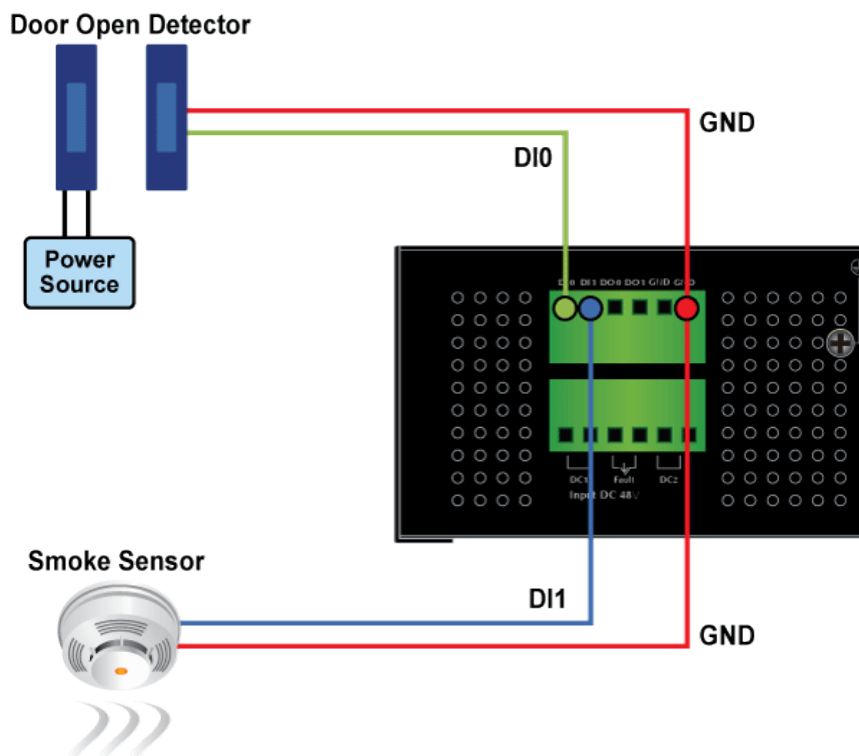 Door Open Detector
GND
DI0
Power
Source
DI0 DI1 DO0 DO1 GND GND
DC1 Fault DC2
Input DC 48V
Smoke Sensor
DI1
GND